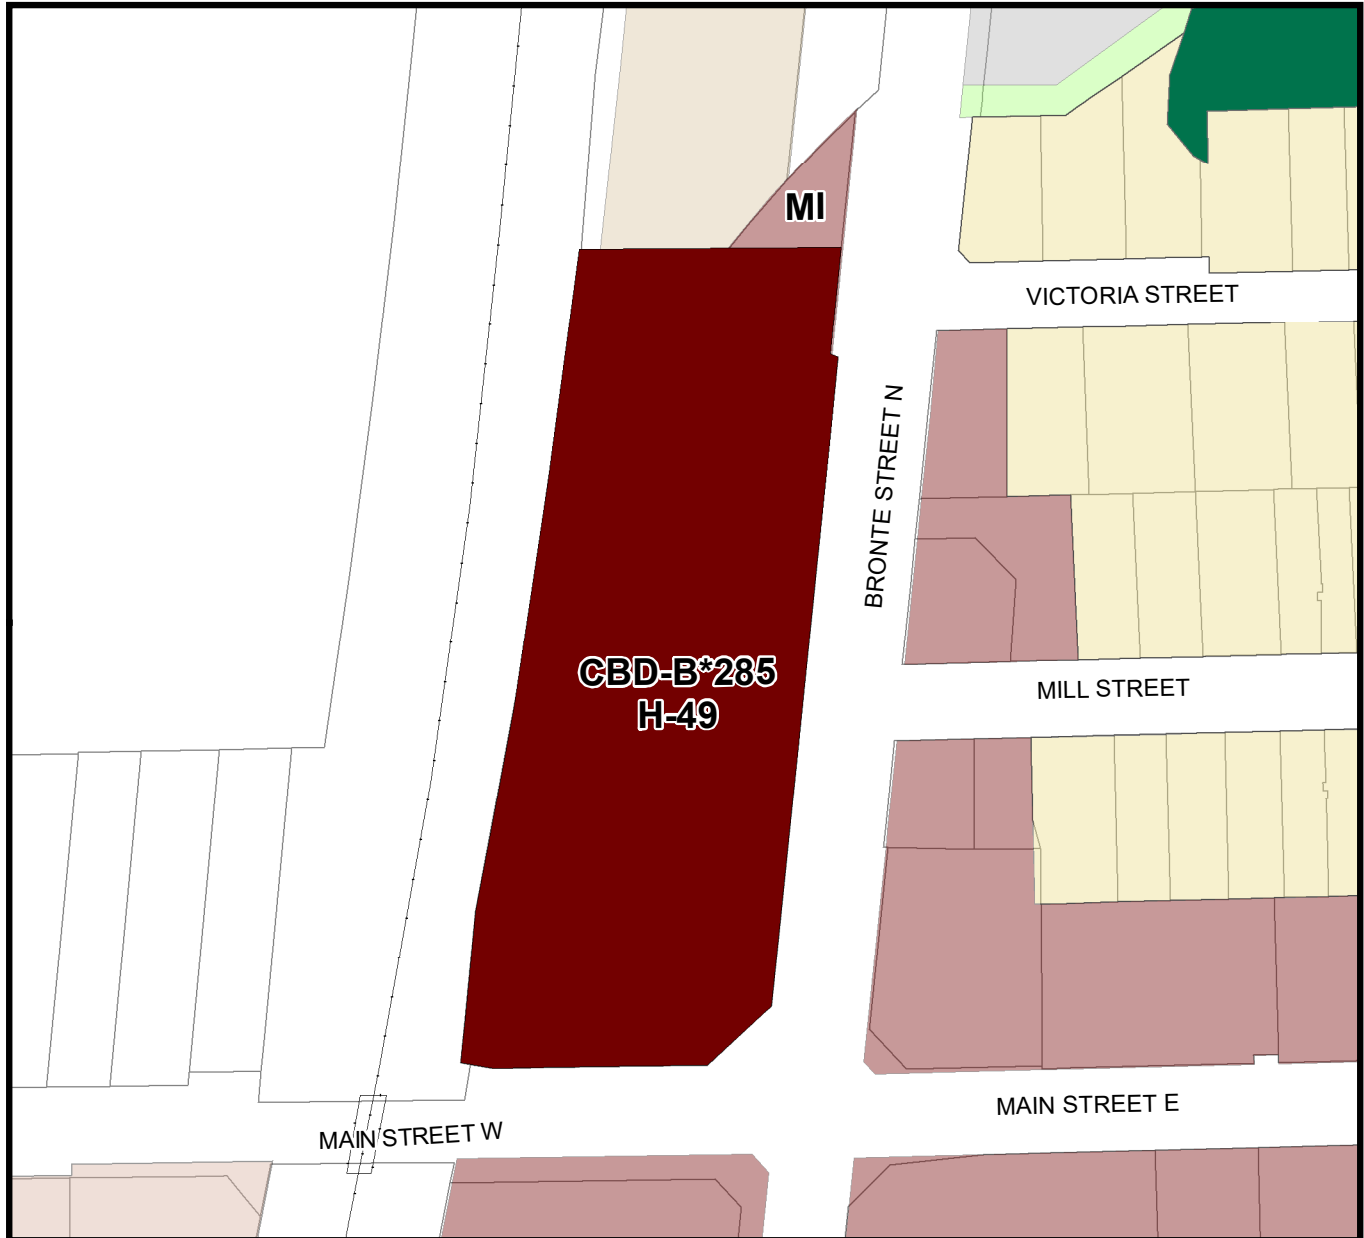 MI
VICTORIA STREET
BRONTE STREET N
CBD-B*285
H-49
MILL STREET
MAIN STREET E
MAIN STREET W